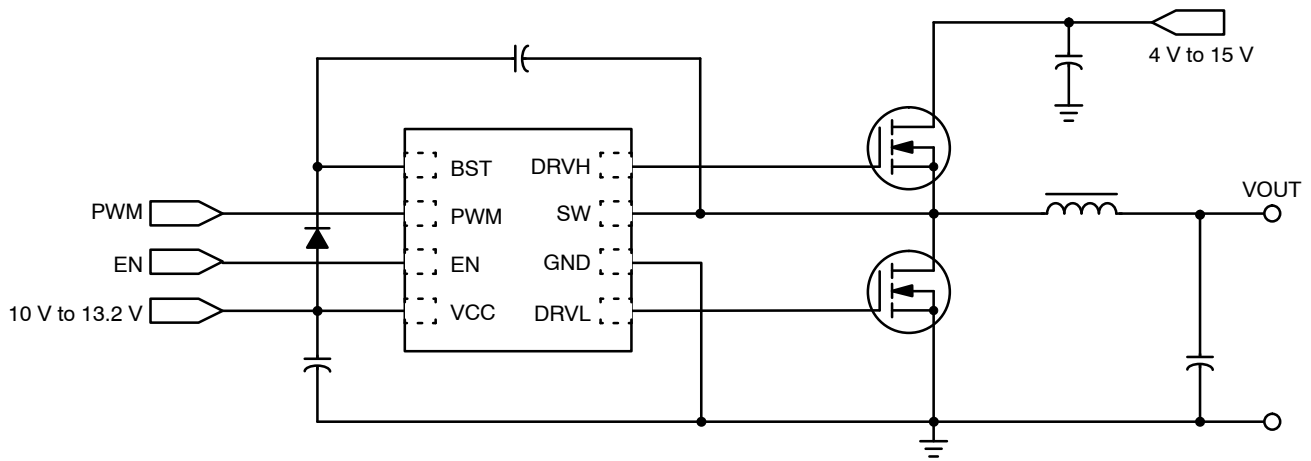 4 V to 15 V
BST
DRVH
PWM
PWM
SW
VOUT
EN
EN
GND
10 V to 13.2 V
VCC
DRVL